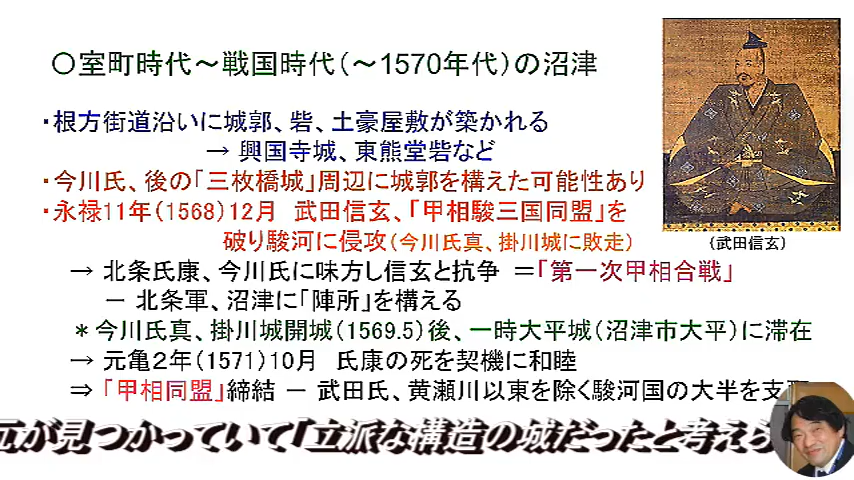 ○室町時代～戦国時代(～1570年代)の沼津
・根方街道沿いに城郭、砦、土豪屋敷が築かれる
→ 興国寺城、東熊堂砦など
・今川氏、後の「三枚橋城」周辺に城郭を構えた可能性あり
・永禄11年(1568)12月 武田信玄、「甲相駿三国同盟」を
破り駿河に侵攻(今川氏真、掛川城に敗走)
(武田信玄)
→ 北条氏康、今川氏に味方し信玄と抗争 =「第一次甲相合戦」
― 北条軍、沼津に「陣所」を構える
＊今川氏真、掛川城開城(1569.5)後、一時大平城(沼津市大平)に滞在
→ 元亀2年(1571)10月 氏康の死を契機に和睦
⇒ 「甲相同盟」締結 ― 武田氏、黄瀬川以東を除く駿河国の大半を支
瓦が見つかっていて「立派な構造の城だったと考えら